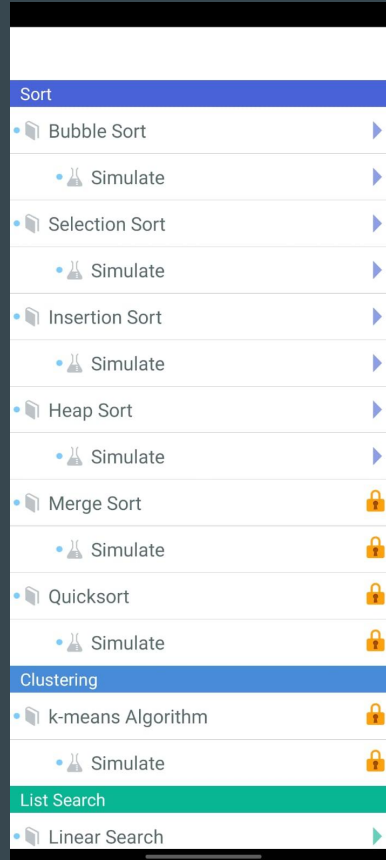 Sort
Bubble Sort
Simulate
Selection Sort
Simulate
Insertion Sort
Simulate
Heap Sort
Simulate
Merge Sort
Simulate
Quicksort
Simulate
Clustering
k-means Algorithm
Simulate
List Search
Linear Search